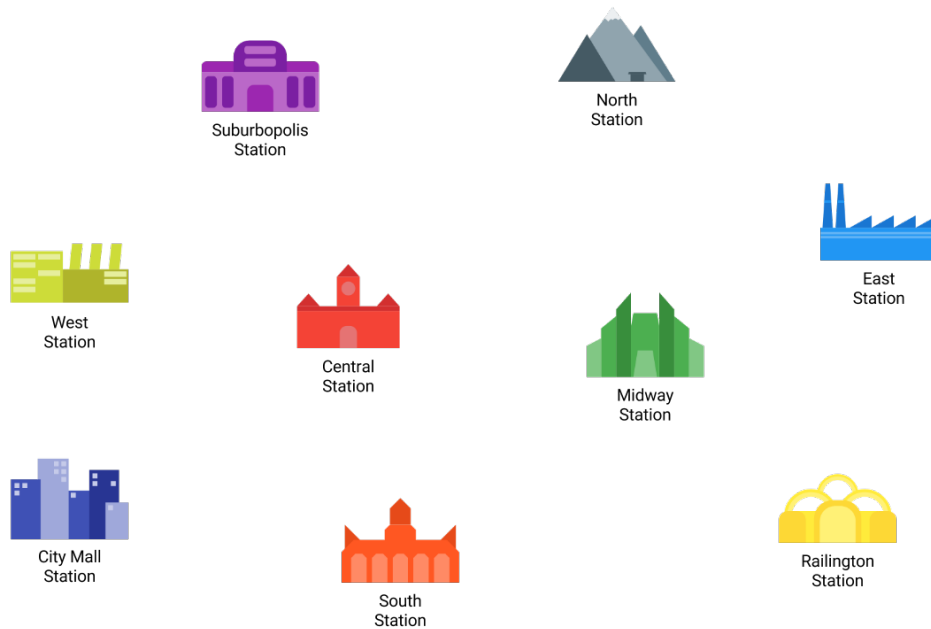 Suburbopolis
Station
North
Station
East
Station
West
Station
Central
Station
Midway
Station
City Mall
Station
Railington
Station
South
Station